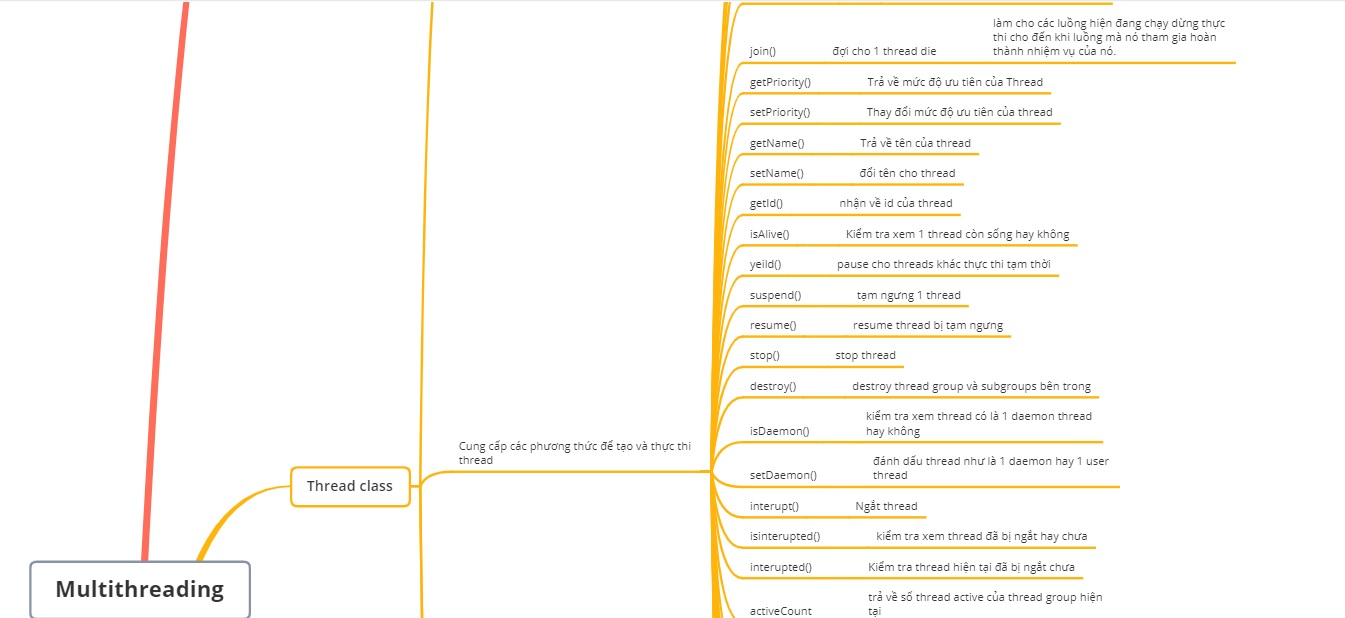 làm cho các luồng hiện đang chạy dừng thực
thi cho đến khi luồng mà nó tham gia hoàn
thành nhiệm vụ của nó.
join() đợi cho 1 thread die
getPriority() Trả về mức độ ưu tiên của Thread
setPriority() Thay đổi mức độ ưu tiên của thread
getName() Trả về tên của thread
setName() đổi tên cho thread
getId() nhận về id của thread
isAlive() Kiểm tra xem 1 thread còn sống hay không
yeild() pause cho threads khác thực thi tạm thời
suspend() tạm ngưng 1 thread
resume() resume thread bị tạm ngưng
stop() stop thread
destroy() destroy thread group và subgroups bên trong
kiểm tra xem thread có là 1 daemon thread
hay không
isDaemon()
Cung cấp các phương thức để tạo và thực thi
thread
đánh dấu thread như là 1 daemon hay 1 user
thread
setDaemon()
Thread class
interupt() Ngắt thread
isinterupted() kiểm tra xem thread đã bị ngắt hay chưa
interupted() Kiểm tra thread hiện tại đã bị ngắt chưa
Multithreading
trả về số thread active của thread group hiện
tại
activeCount